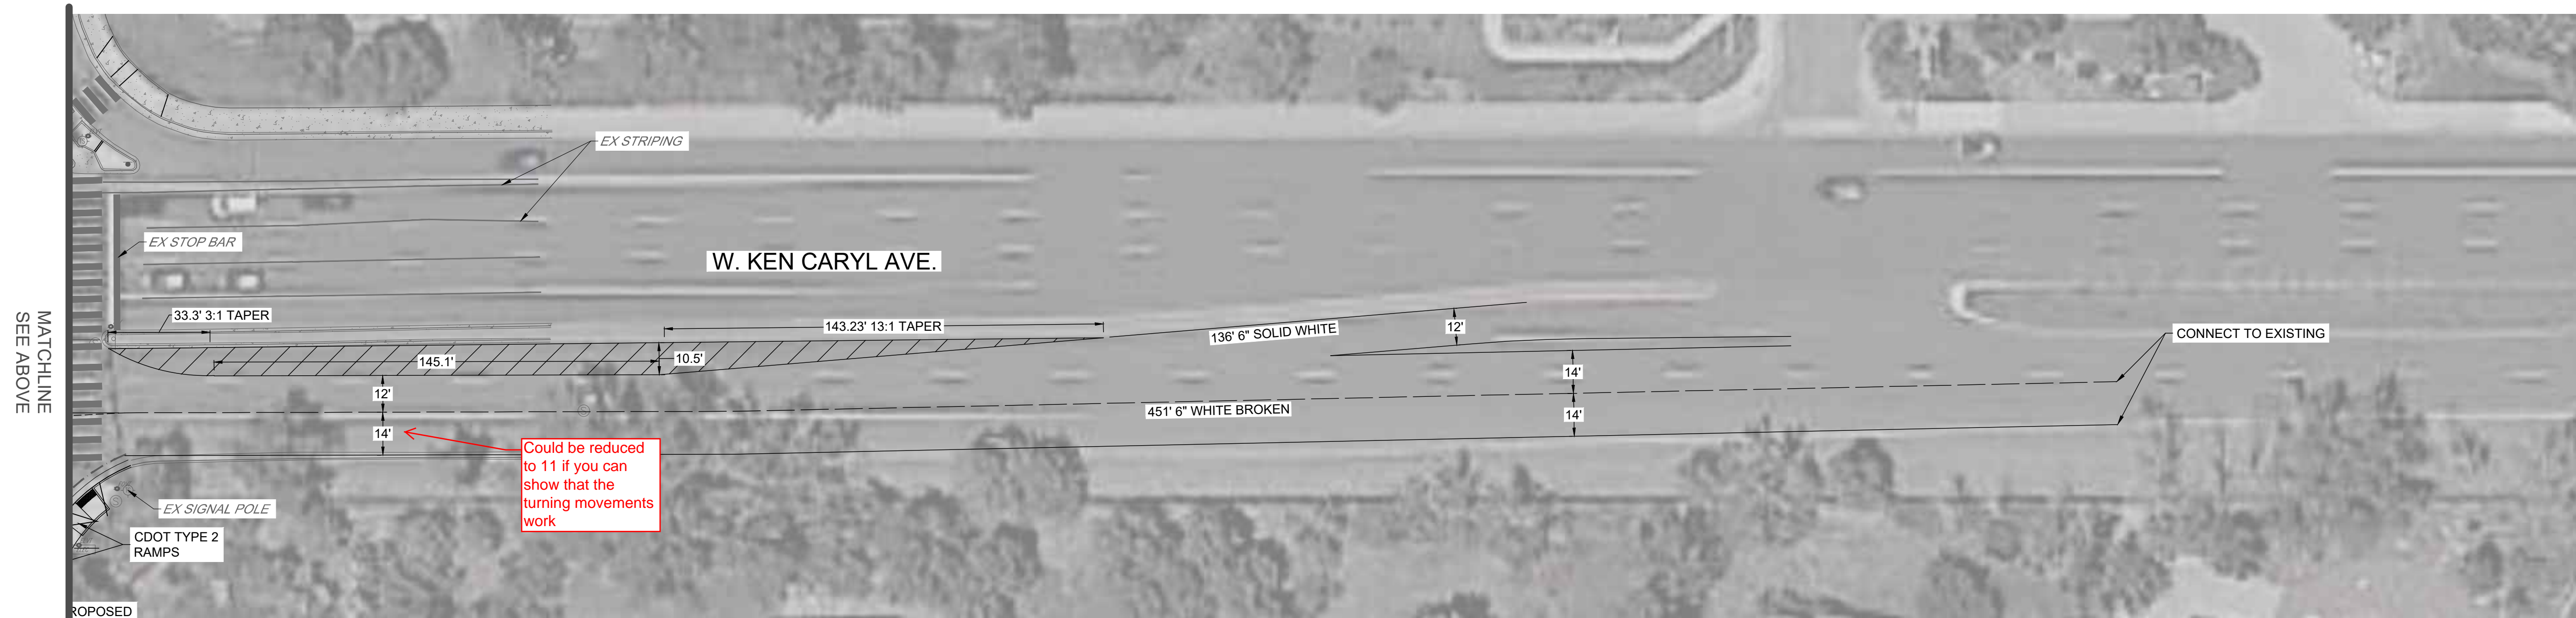 EX STRIPING
EX STOP BAR
W. KEN CARYL AVE.
MATCHLINE
SEE ABOVE
33.3' 3:1 TAPER
143.23' 13:1 TAPER
136' 6" SOLID WHITE
12'
CONNECT TO EXISTING
145.1'
10.5'
12'
14'
451' 6" WHITE BROKEN
14'
14'
Could be reduced
to 11 if you can
show that the
turning movements
work
EX SIGNAL POLE
CDOT TYPE 2
RAMPS
ROPOSED